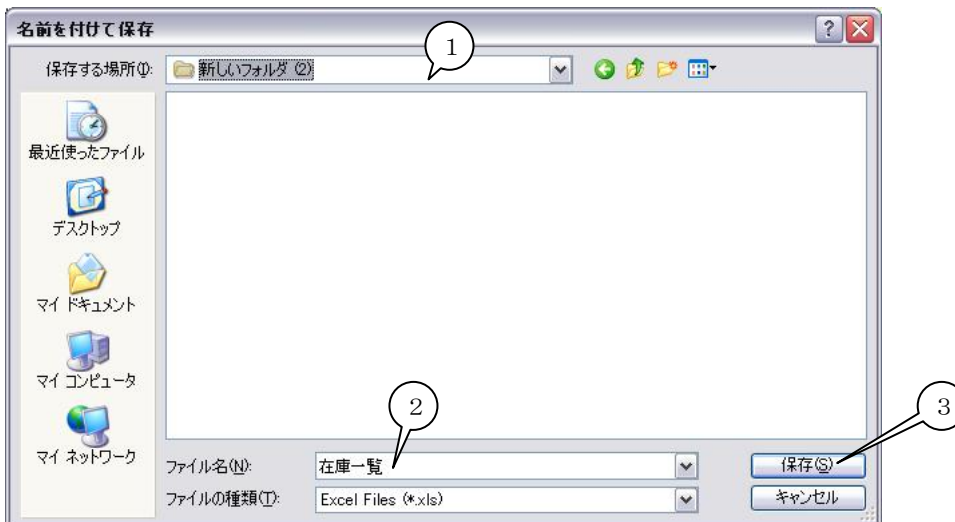 名前を付けて保存
1
保存する場所(I): 新しいフォルダ (2)
最近使ったファイル
デスクトップ
マイ ドキュメント
マイ コンピュータ
マイ ネットワーク
2
3
ファイル名(N): 在庫一覧 保存(S)
ファイルの種類(T): Excel Files (*.xls) キャンセル